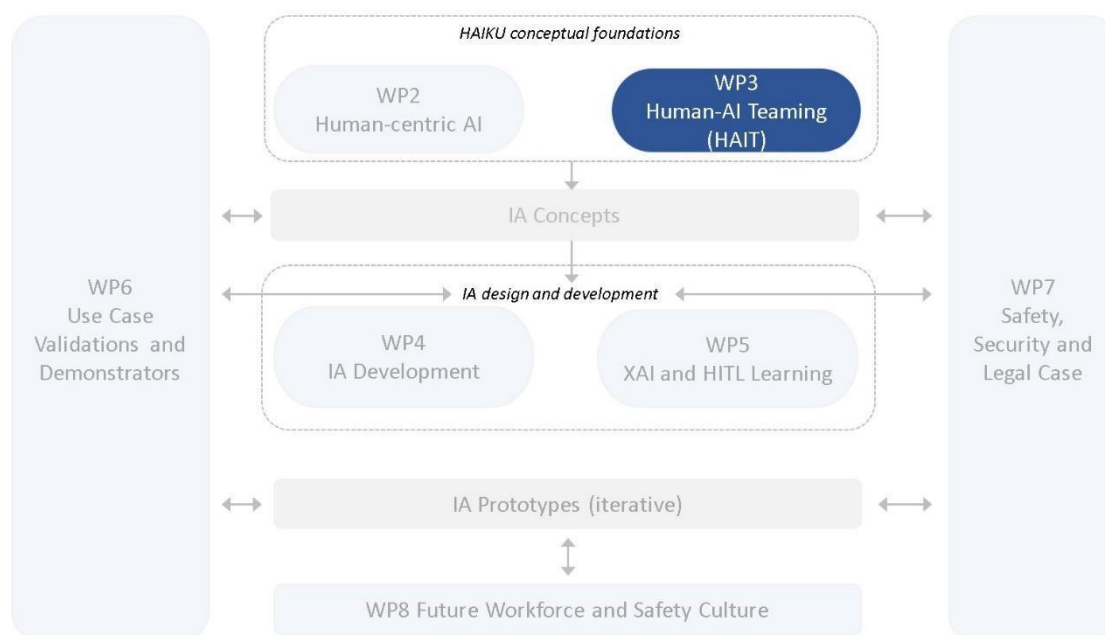 HAIKU conceptual foundations
WP2
Human-centric AI
WP3
Human-AI Teaming
(HAIT)
IA Concepts
WP6
Use Case
Validations and
Demonstrators
IA design and development
WP4
IA Development
WP5
XAI and HITL Learning
WP7
Safety,
Security and
Legal Case
IA Prototypes (iterative)
WP8 Future Workforce and Safety Culture